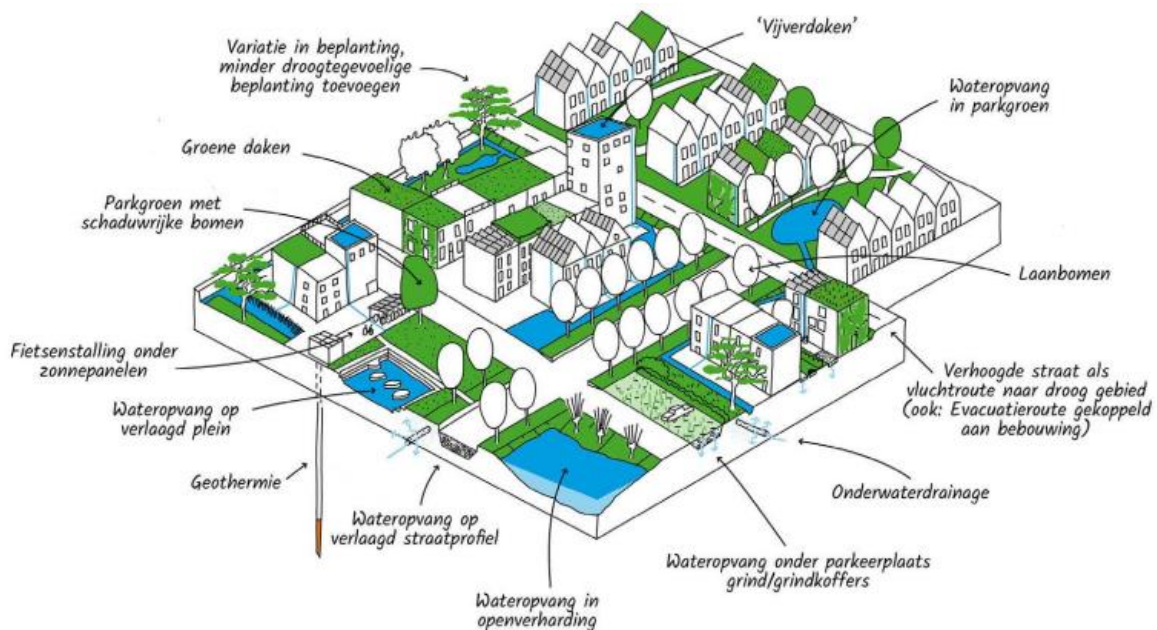 'Vijverdaken'
Variatie in beplanting,
minder droogtegevoelige
beplanting toevoegen
Wateropvang
in parkgroen
Groene daken
Parkgroen met
schaduwrijke bomen
Laanbomen
Fietsenstalling onder
zonnepanelen
Verhoogde straat als
vluchtroute naar droog gebied
(ook: Evacuatieroute gekoppeld
aan bebouwing)
Wateropvang op
verlaagd plein
Geothermie
Onderwaterdrainage
Wateropvang op
verlaagd straatprofiel
Wateropvang onder parkeerplaats
grind/grindkoffers
Wateropvang in
openverharding